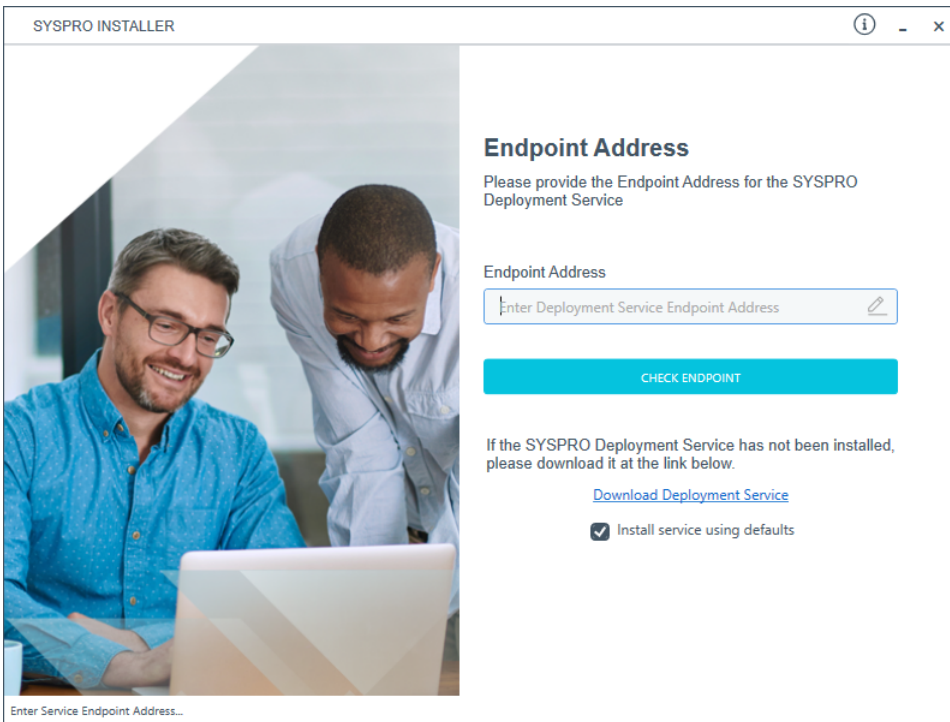 SYSPRO INSTALLER
Endpoint Address
Please provide the Endpoint Address for the SYSPRO
Deployment Service
Endpoint Address
Enter Deployment Service Endpoint Address
CHECK ENDPOINT
If the SYSPRO Deployment Service has not been installed,
please download it at the link below.
Download Deployment Service
Install service using defaults
Enter Service Endpoint Address...